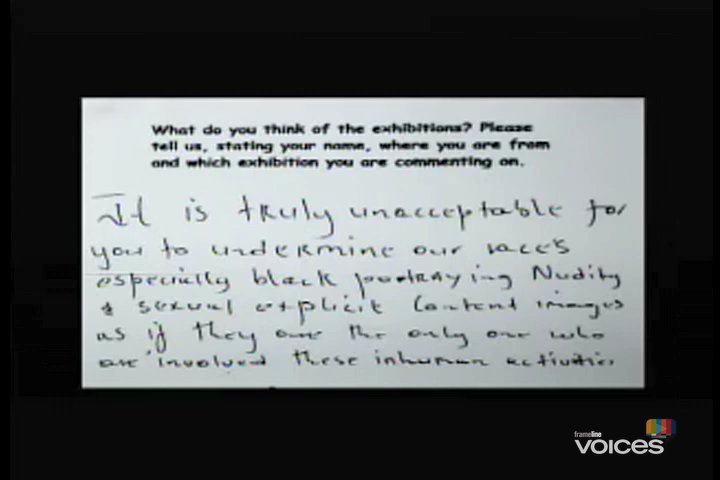 What do you think of the exhibitions? Please
tell us, stating your name, where you are from
and which exhibition you are commenting on.
It is truly unacceptable for
you to undermine our race's
especially black portraying Nudity
& sexual explicit content images
as if they are the only one who
are involved these inhuman activities
frameline
VOICES